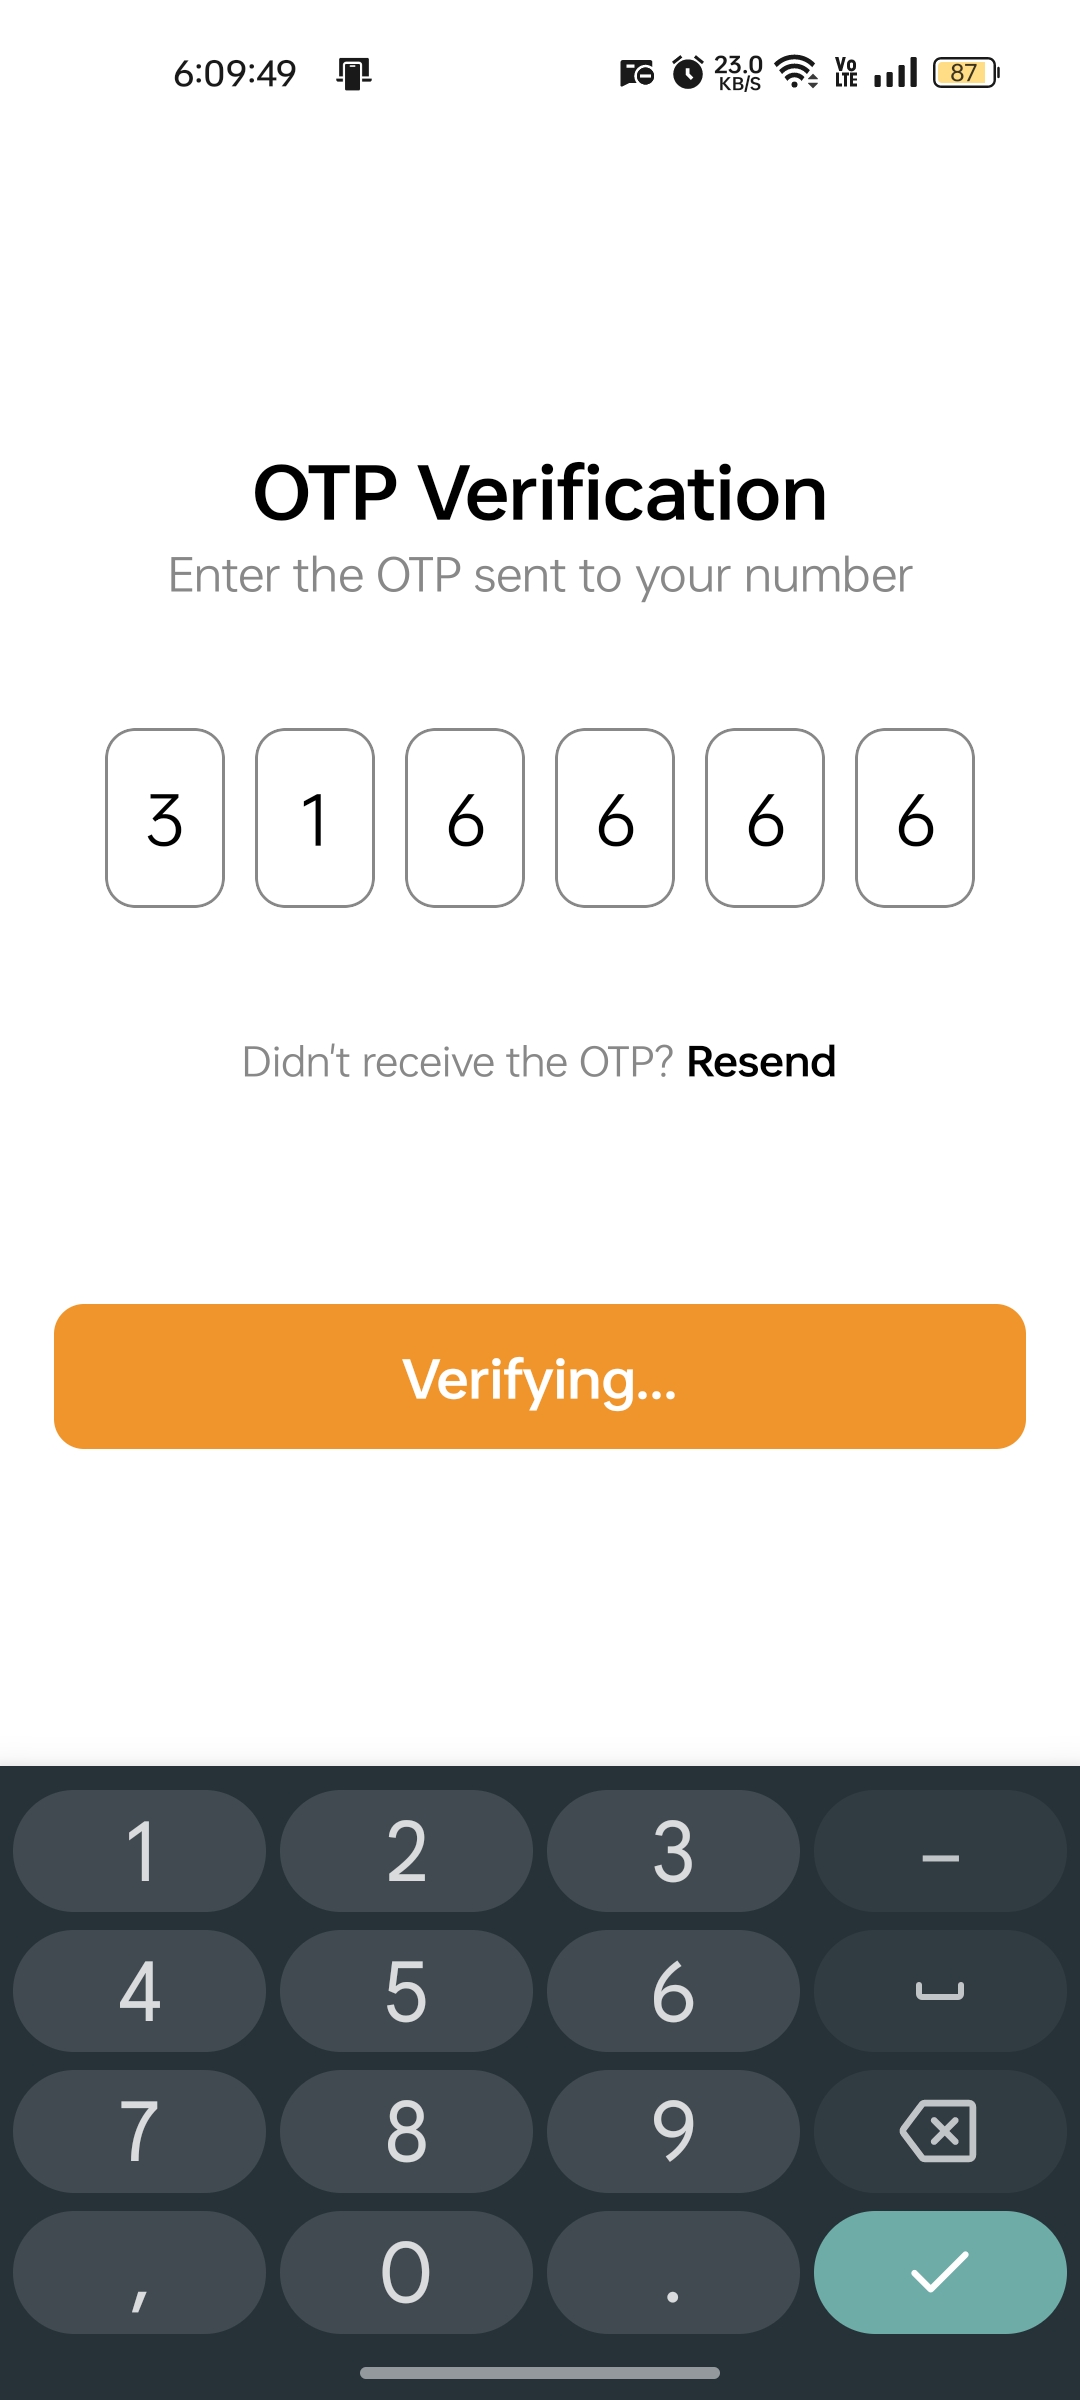 6:09:49
23.0 KB/S
Vo LTE
87
OTP Verification
Enter the OTP sent to your number
3 1 6 6 6 6
Didn't receive the OTP? Resend
Verifying...
1 2 3 –
4 5 6
7 8 9
, 0 .